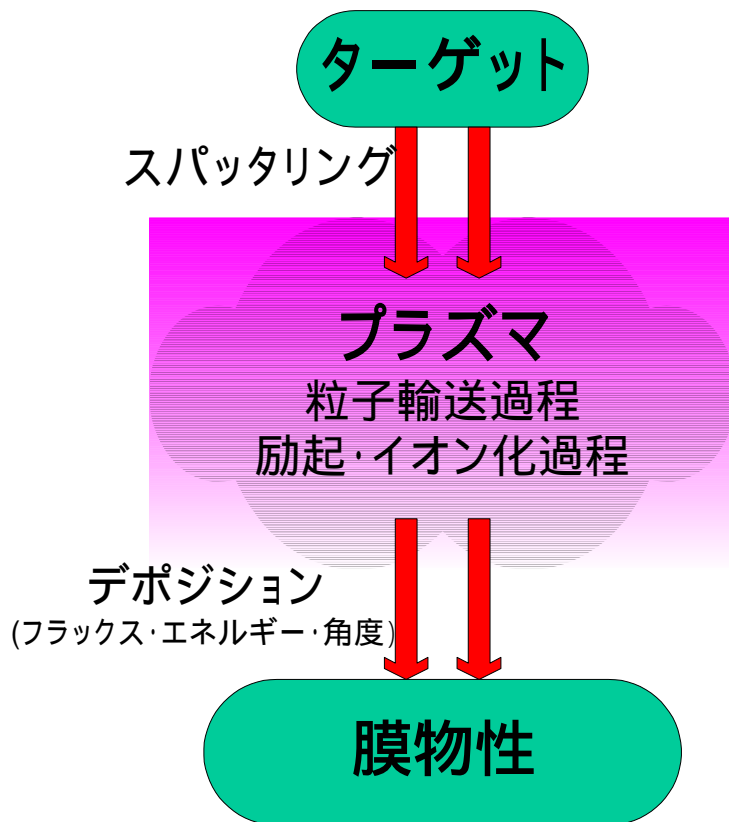 ターゲット
スパッタリング
プラズマ
粒子輸送過程
励起・イオン化過程
デポジション
(フラックス・エネルギー・角度)
膜物性